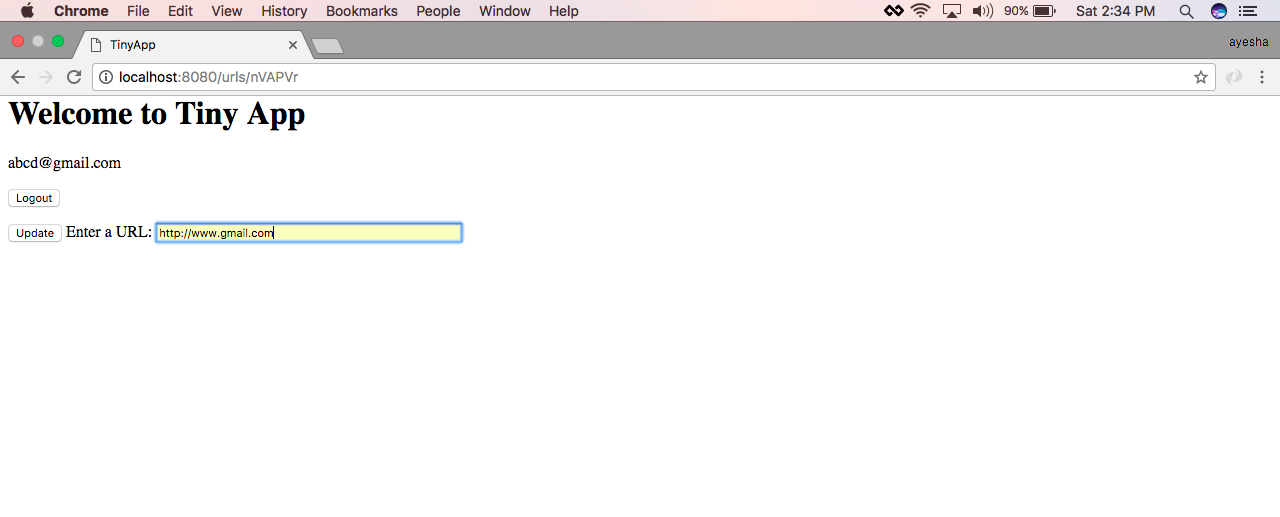 Chrome File Edit View History Bookmarks People Window Help 90% Sat 2:34 PM
TinyApp ayesha
localhost:8080/urls/nVAPVr
Welcome to Tiny App
abcd@gmail.com
Logout
Update Enter a URL: http://www.gmail.com